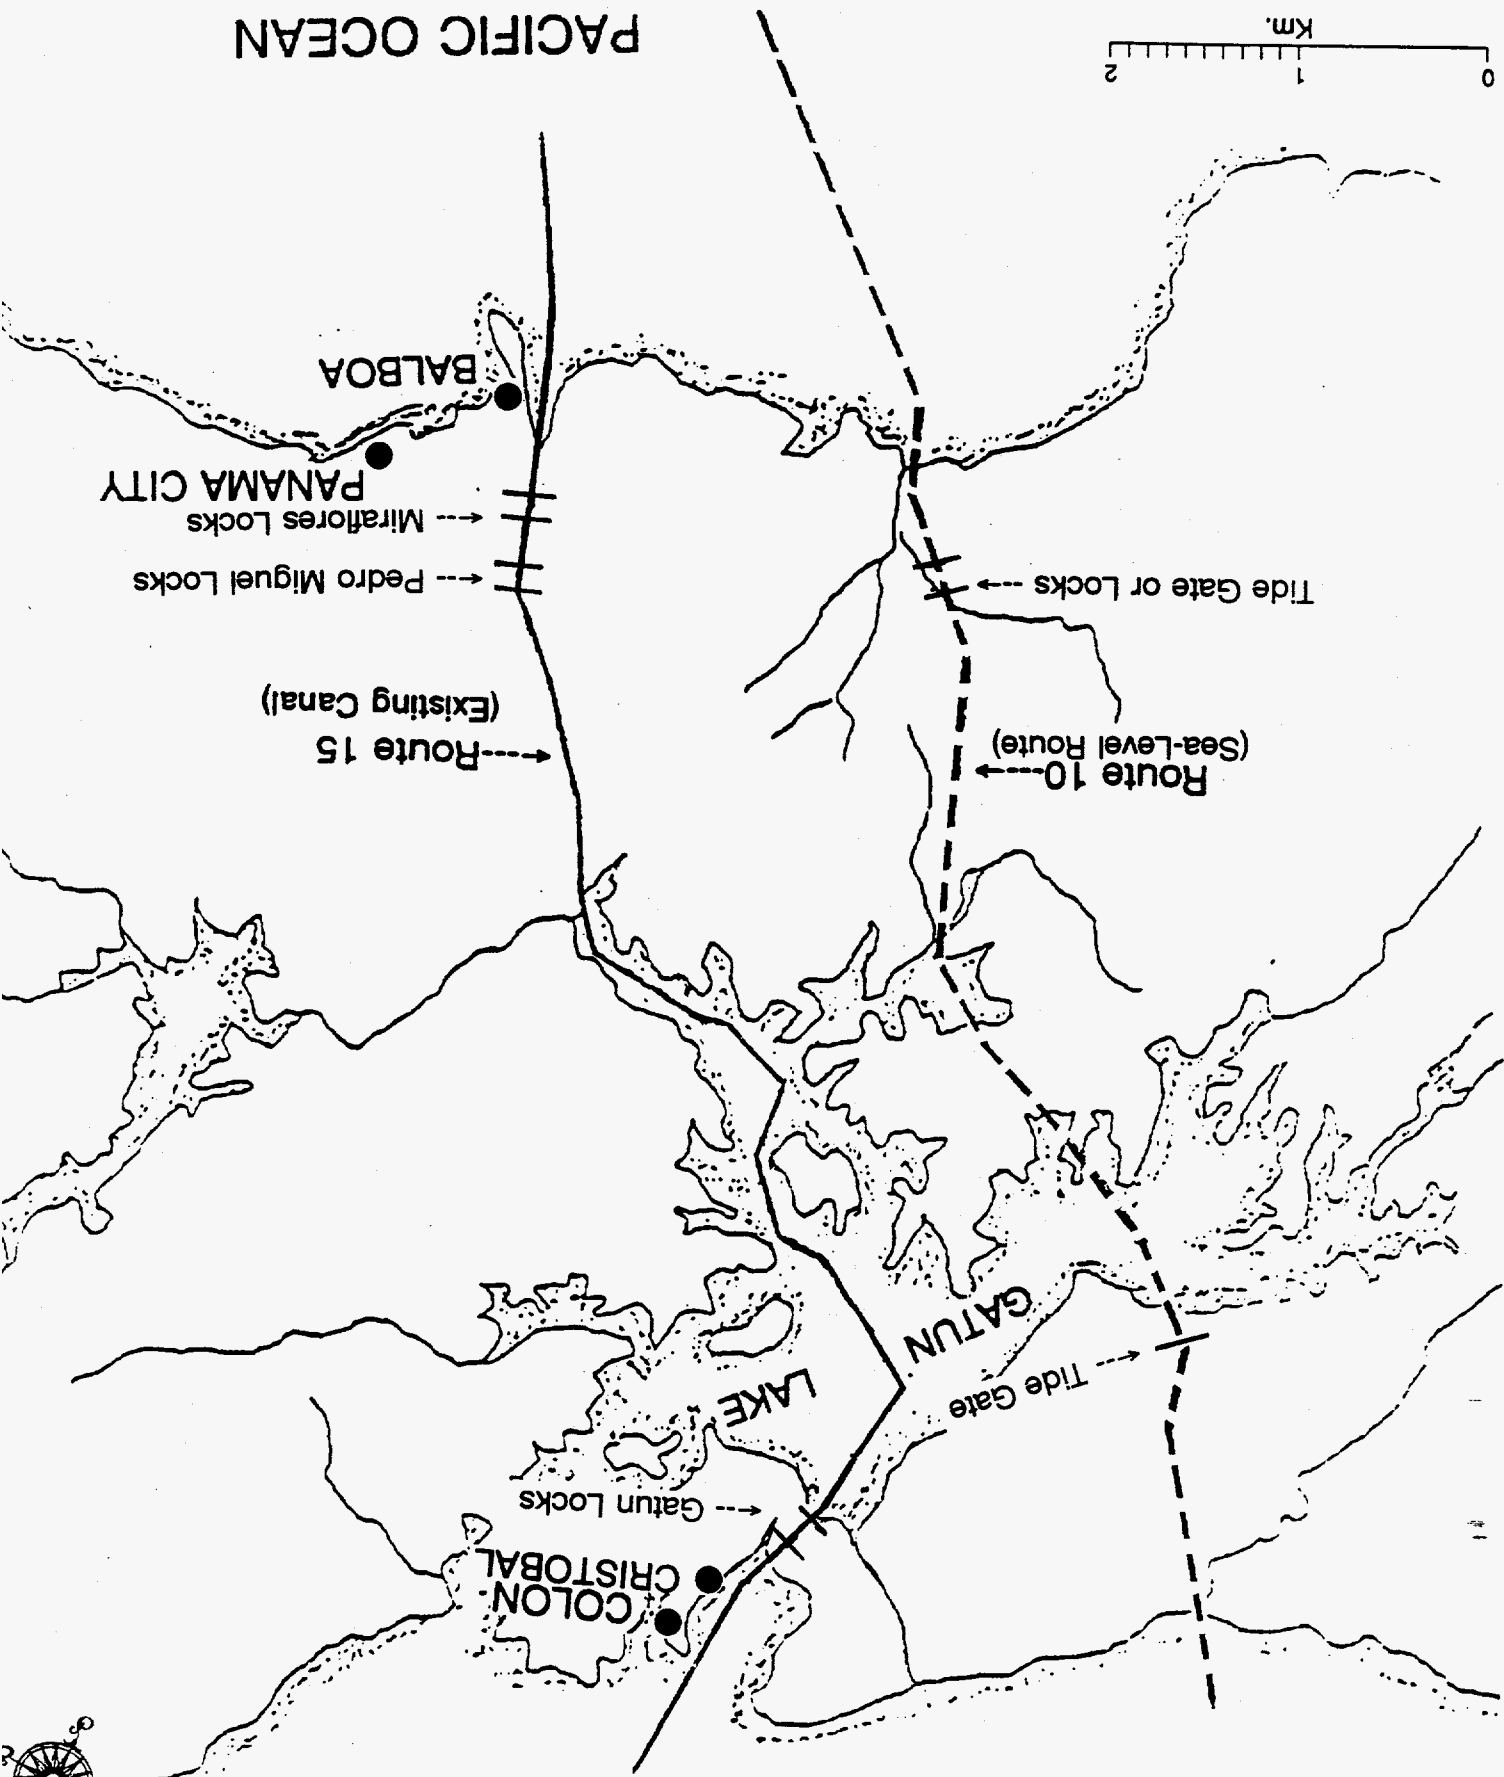 COLON
CRISTOBAL
Gatun Locks
LAKE
GATUN
Tide Gate
Route 10
(Sea-Level Route)
Route 15
(Existing Canal)
Tide Gate or Locks
Pedro Miguel Locks
Miraflores Locks
PANAMA CITY
BALBOA
0 1 2
Km.
PACIFIC OCEAN